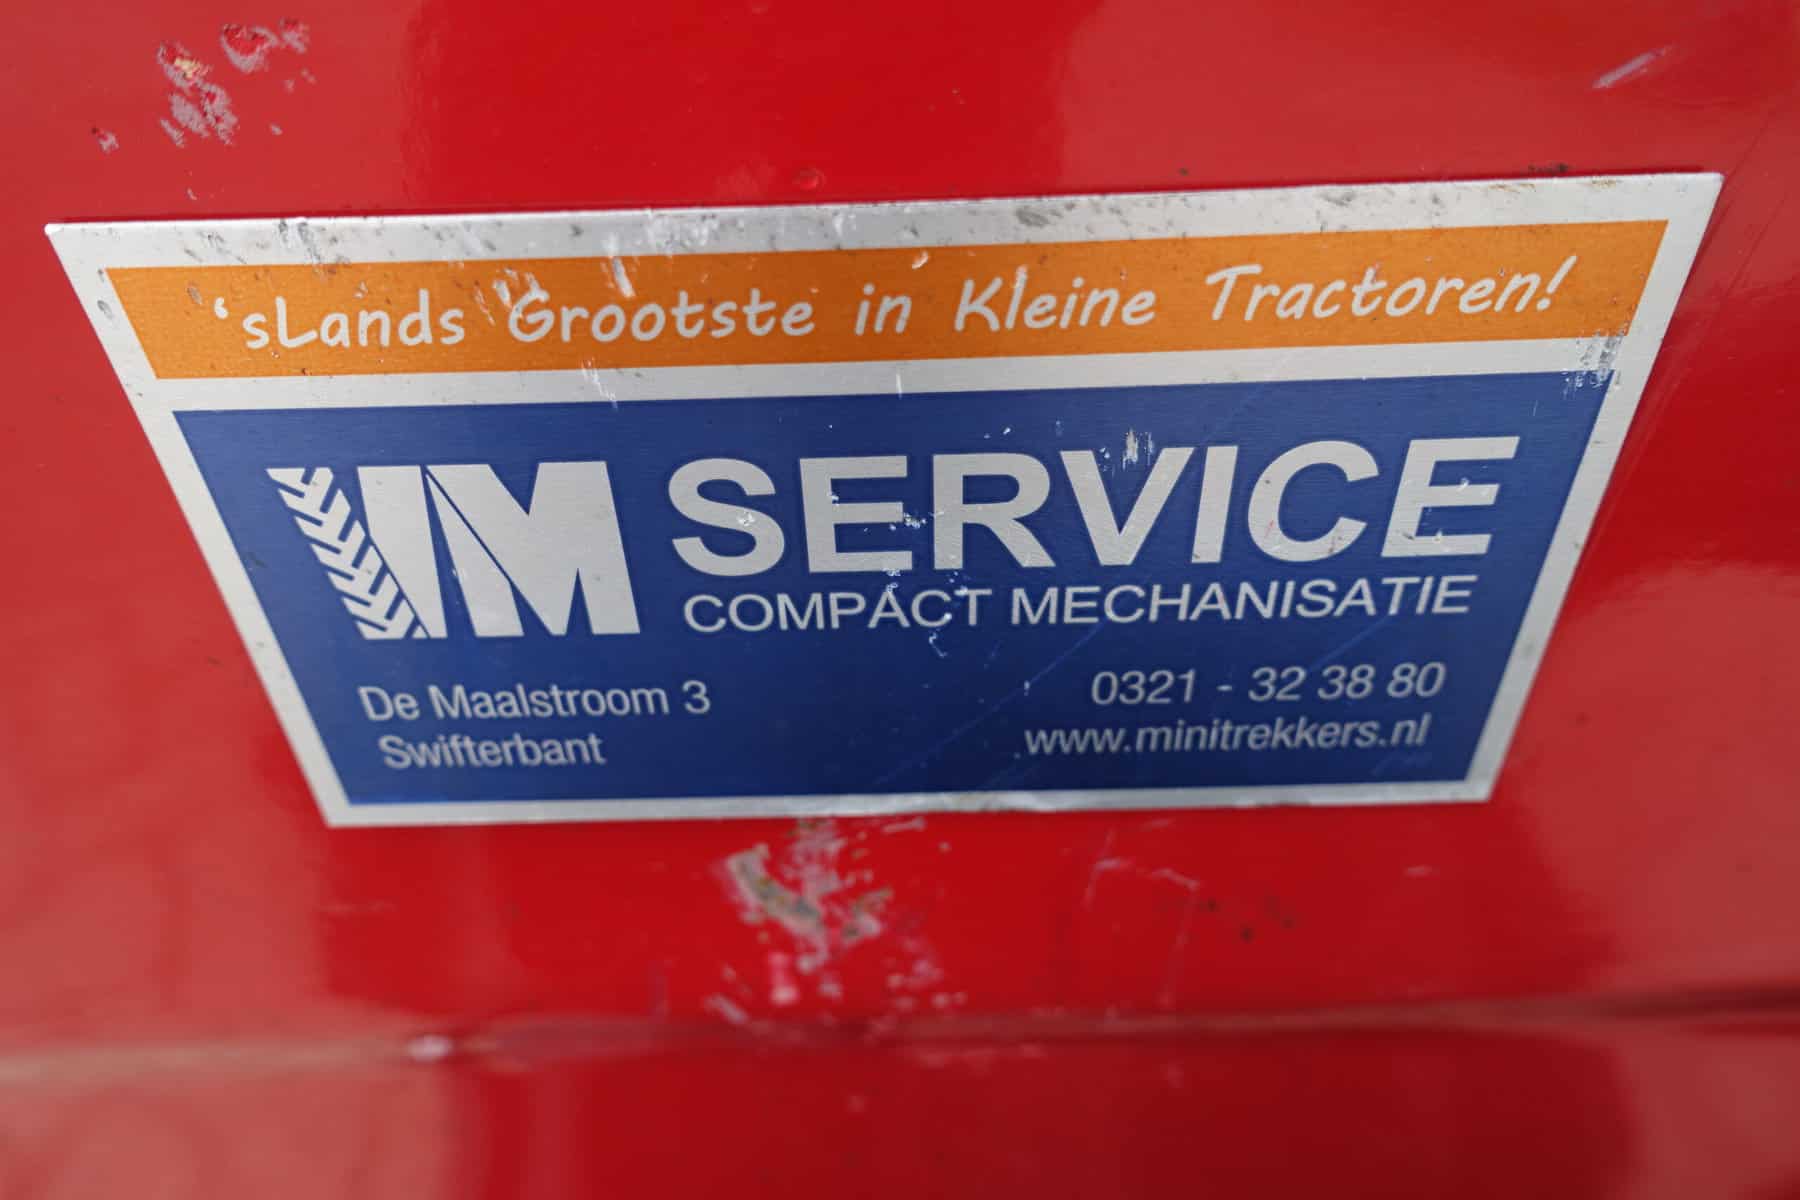 'sLands Grootste in Kleine Tractoren!
IM SERVICE
COMPACT MECHANISATIE
De Maalstroom 3
Swifterbant
0321 - 32 38 80
www.minitrekkers.nl